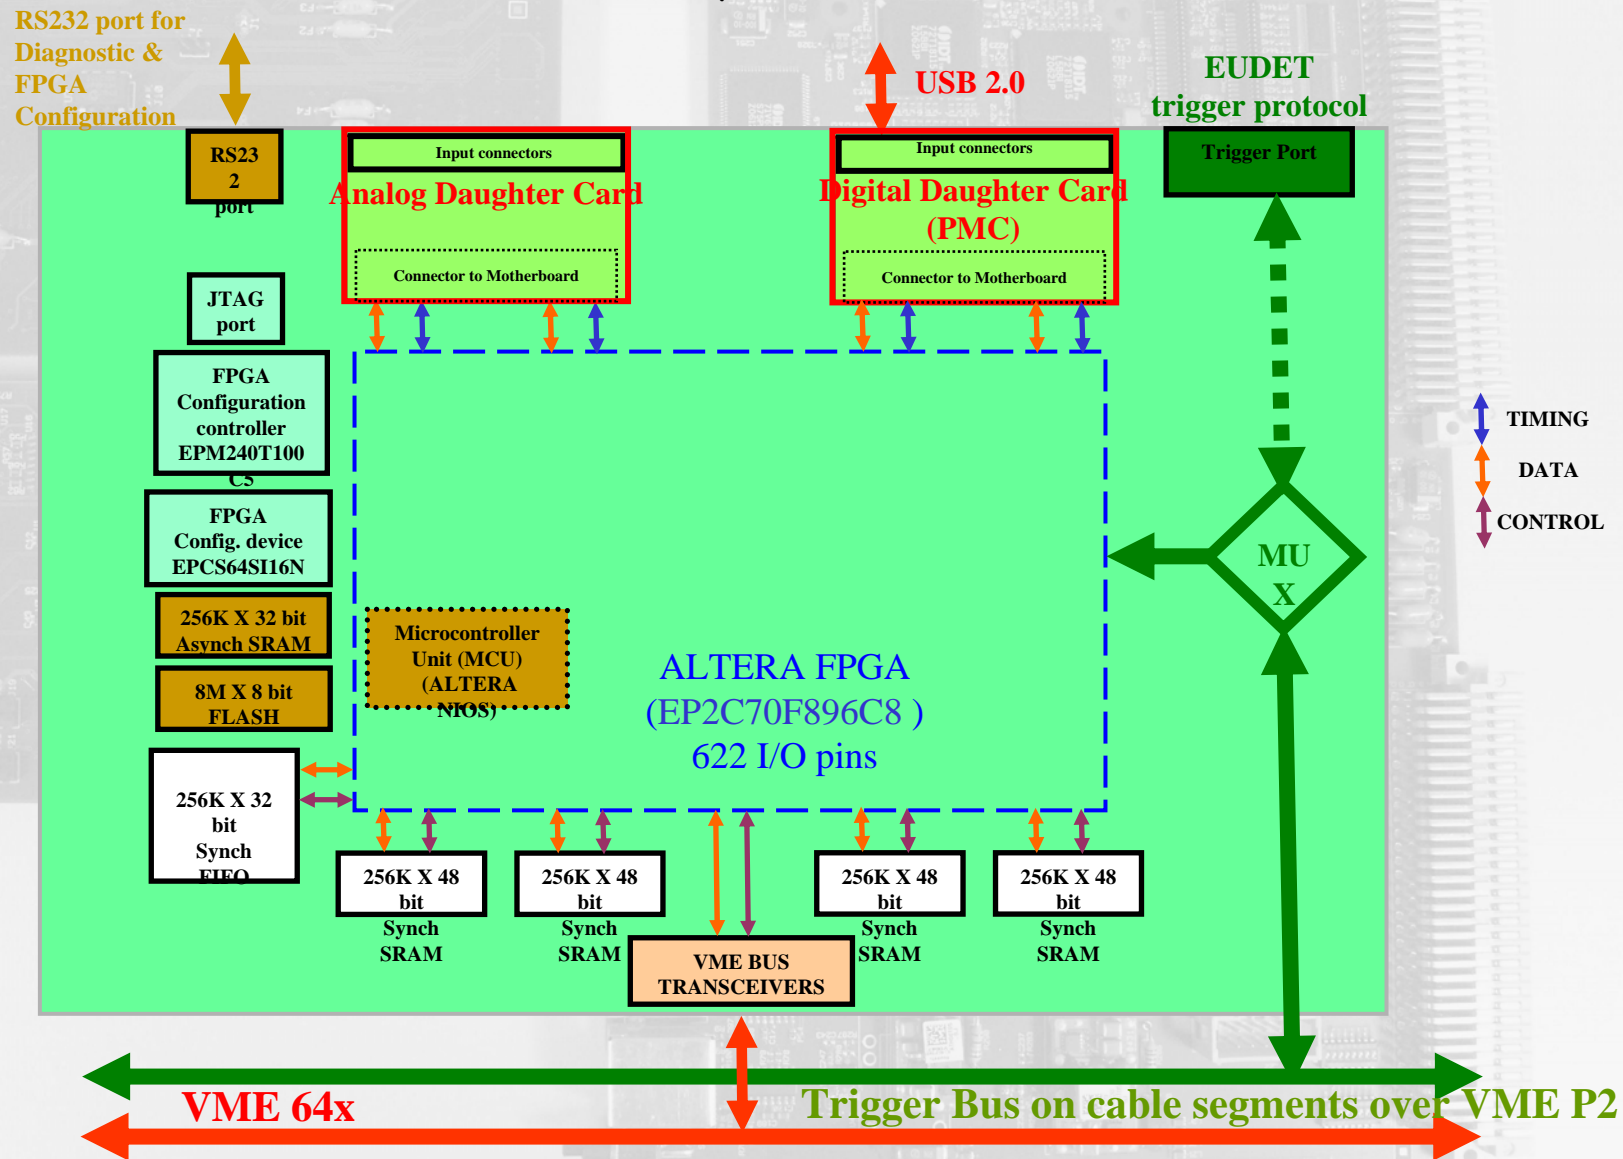 RS232 port for
Diagnostic &
FPGA
Configuration
USB 2.0
EUDET
trigger protocol
RS23
2
port
Input connectors
Analog Daughter Card
Connector to Motherboard
Input connectors
Digital Daughter Card
(PMC)
Connector to Motherboard
Trigger Port
JTAG
port
FPGA
Configuration
controller
EPM240T100
C5
FPGA
Config. device
EPCS64SI16N
256K X 32 bit
Asynch SRAM
8M X 8 bit
FLASH
256K X 32
bit
Synch
FIFO
Microcontroller
Unit (MCU)
(ALTERA
NIOS)
ALTERA FPGA
(EP2C70F896C8 )
622 I/O pins
MU
X
TIMING
DATA
CONTROL
256K X 48
bit
Synch
SRAM
256K X 48
bit
Synch
SRAM
VME BUS
TRANSCEIVERS
256K X 48
bit
Synch
SRAM
256K X 48
bit
Synch
SRAM
VME 64x
Trigger Bus on cable segments over VME P2